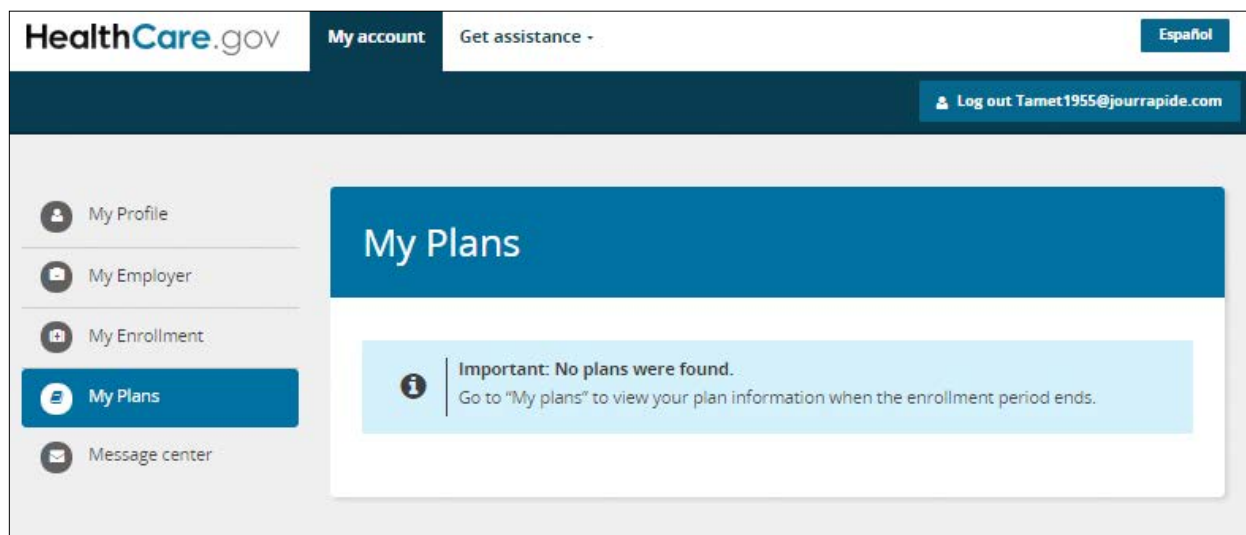 HealthCare.gov My account Get assistance - Español
Log out Tamet1955@jourrapide.com
My Profile
My Employer
My Enrollment
My Plans
Message center
My Plans
Important: No plans were found.
Go to “My plans” to view your plan information when the enrollment period ends.